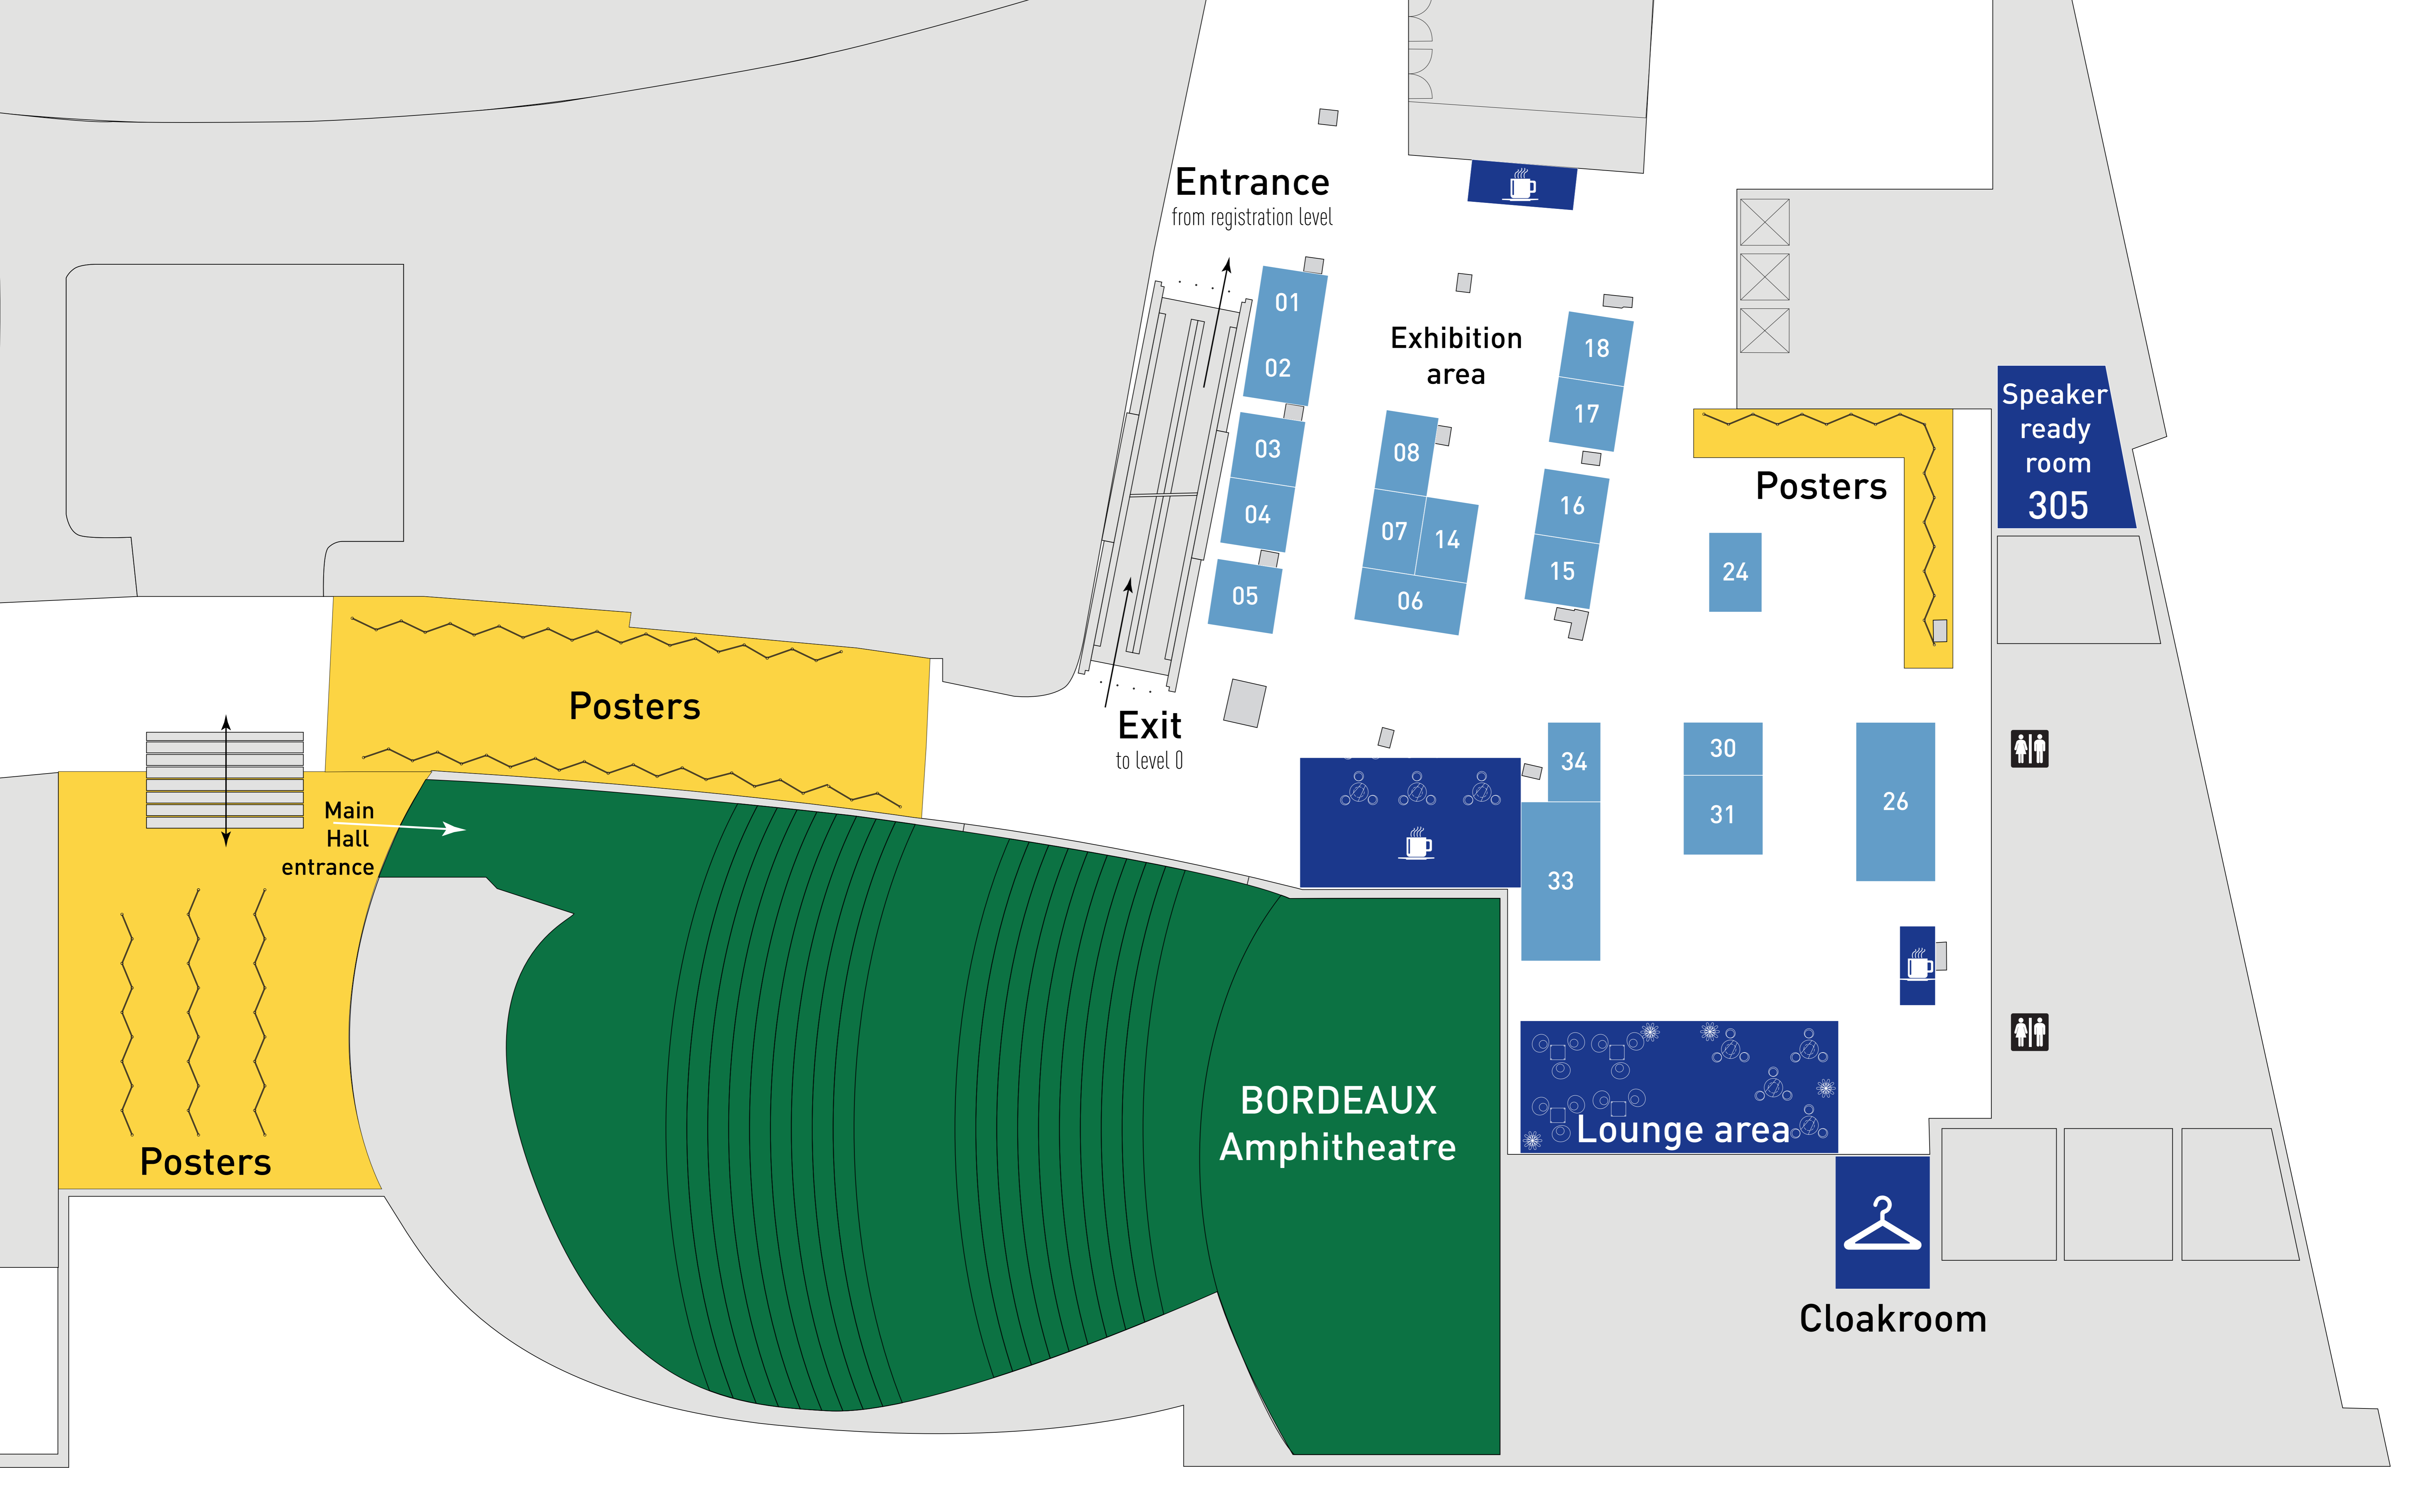 Entrance
from registration level
01
02
03
04
05
Exhibition
area
08
07
14
06
18
17
16
15
Speaker
ready
room
305
Posters
24
Posters
Exit
to level 0
34
33
30
31
26
Main
Hall
entrance
Posters
BORDEAUX
Amphitheatre
Lounge area
Cloakroom